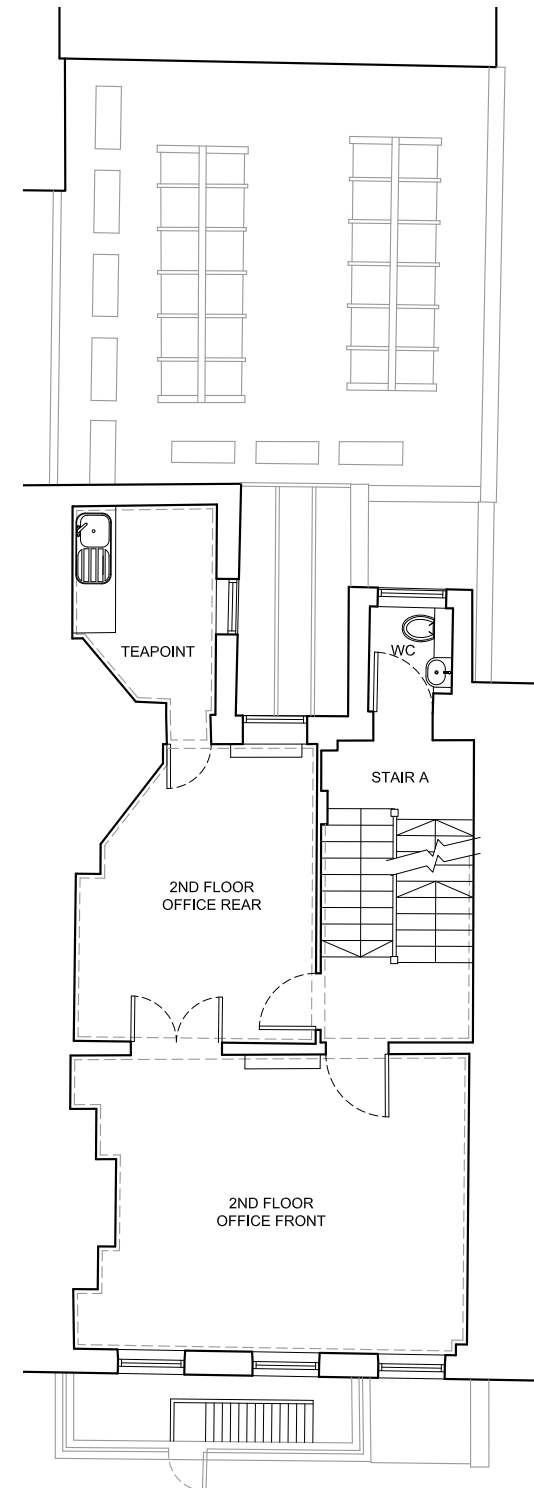 TEAPOINT
WC
STAIR A
2ND FLOOR
OFFICE REAR
2ND FLOOR
OFFICE FRONT